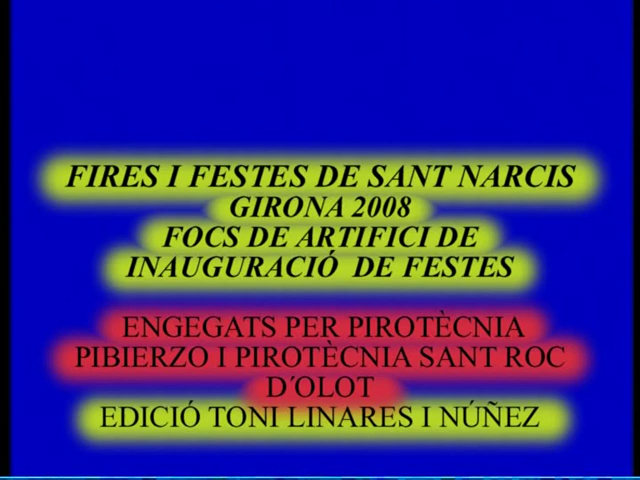 FIRES I FESTES DE SANT NARCIS
GIRONA 2008
FOCS DE ARTIFICI DE
INAUGURACIÓ DE FESTES
ENGEGATS PER PIROTÈCNIA
PIBIERZO I PIROTÈCNIA SANT ROC
D´OLOT
EDICIÓ TONI LINARES I NÚÑEZ